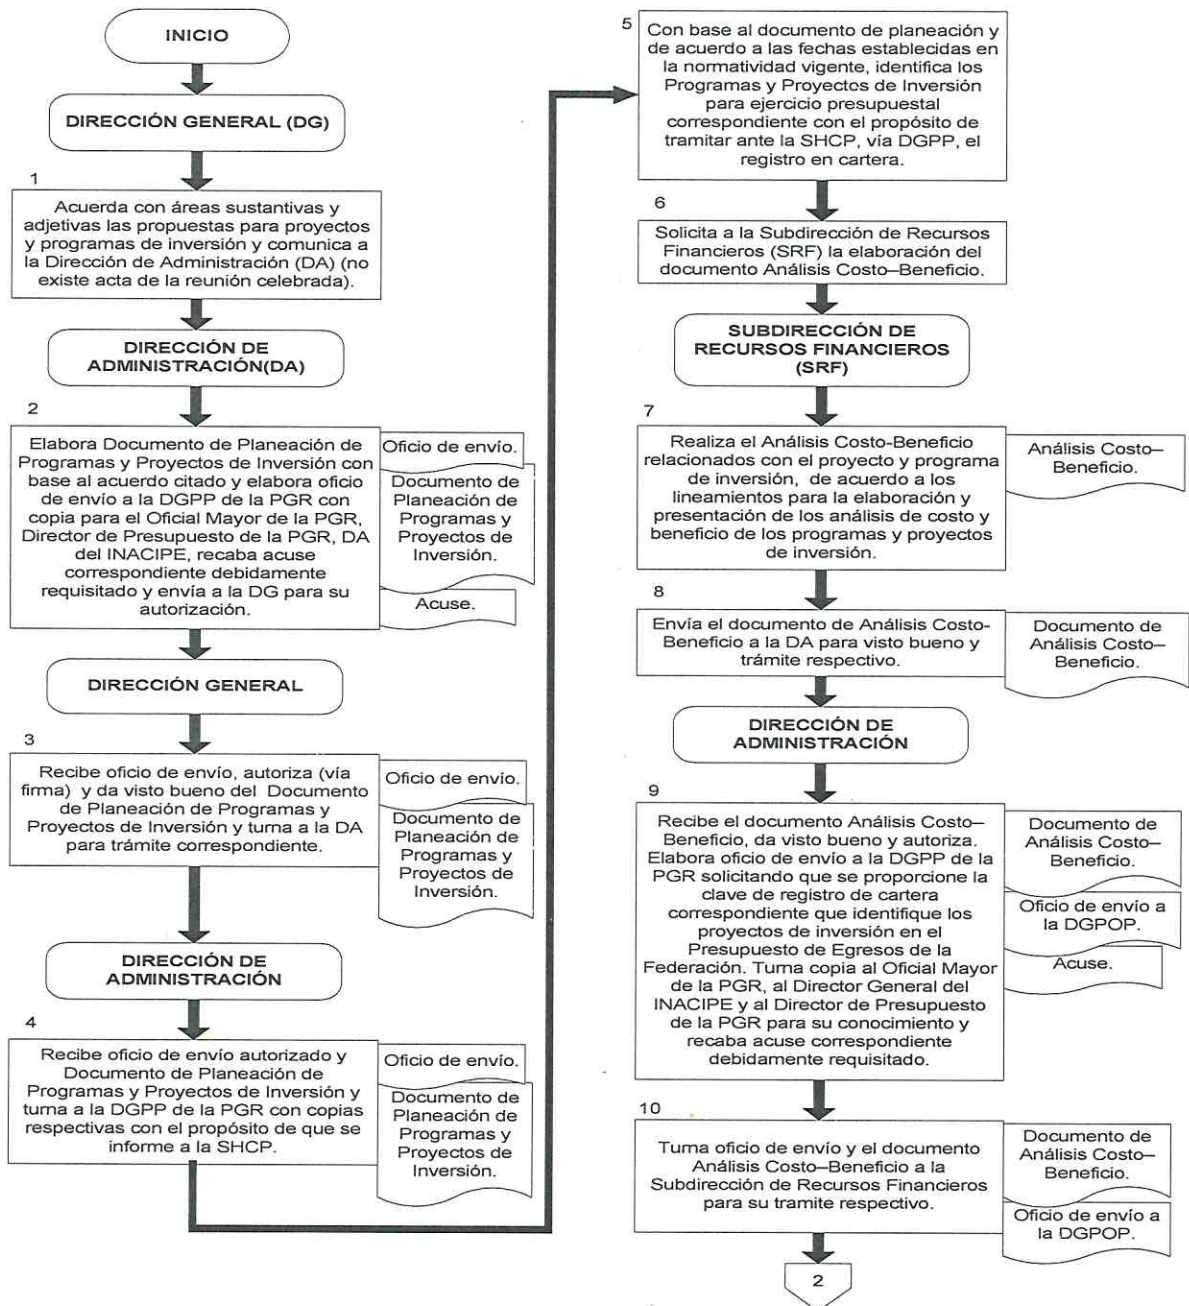 INICIO
DIRECCIÓN GENERAL (DG)
1
Acuerda con áreas sustantivas y
adjetivas las propuestas para proyectos
y programas de inversión y comunica a
la Dirección de Administración (DA) (no
existe acta de la reunión celebrada).
DIRECCIÓN DE
ADMINISTRACIÓN(DA)
2
Elabora Documento de Planeación de
Programas y Proyectos de Inversión con
base al acuerdo citado y elabora oficio
de envío a la DGPP de la PGR con
copia para el Oficial Mayor de la PGR,
Director de Presupuesto de la PGR, DA
del INACIPE, recaba acuse
correspondiente debidamente
requisitado y envía a la DG para su
autorización.
Oficio de envío.
Documento de
Planeación de
Programas y
Proyectos de
Inversión.
Acuse.
DIRECCIÓN GENERAL
3
Recibe oficio de envío, autoriza (vía
firma) y da visto bueno del Documento
de Planeación de Programas y
Proyectos de Inversión y turna a la DA
para trámite correspondiente.
Oficio de envío.
Documento de
Planeación de
Programas y
Proyectos de
Inversión.
DIRECCIÓN DE
ADMINISTRACIÓN
4
Recibe oficio de envío autorizado y
Documento de Planeación de
Programas y Proyectos de Inversión y
turna a la DGPP de la PGR con copias
respectivas con el propósito de que se
informe a la SHCP.
Oficio de envío.
Documento de
Planeación de
Programas y
Proyectos de
Inversión.
5
Con base al documento de planeación y
de acuerdo a las fechas establecidas en
la normatividad vigente, identifica los
Programas y Proyectos de Inversión
para ejercicio presupuestal
correspondiente con el propósito de
tramitar ante la SHCP, vía DGPP, el
registro en cartera.
6
Solicita a la Subdirección de Recursos
Financieros (SRF) la elaboración del
documento Análisis Costo–Beneficio.
SUBDIRECCIÓN DE
RECURSOS FINANCIEROS
(SRF)
7
Realiza el Análisis Costo-Beneficio
relacionados con el proyecto y programa
de inversión, de acuerdo a los
lineamientos para la elaboración y
presentación de los análisis de costo y
beneficio de los programas y proyectos
de inversión.
Análisis Costo–
Beneficio.
8
Envía el documento de Análisis Costo-
Beneficio a la DA para visto bueno y
trámite respectivo.
Documento de
Análisis Costo–
Beneficio.
DIRECCIÓN DE
ADMINISTRACIÓN
9
Recibe el documento Análisis Costo–
Beneficio, da visto bueno y autoriza.
Elabora oficio de envío a la DGPP de la
PGR solicitando que se proporcione la
clave de registro de cartera
correspondiente que identifique los
proyectos de inversión en el
Presupuesto de Egresos de la
Federación. Turna copia al Oficial Mayor
de la PGR, al Director General del
INACIPE y al Director de Presupuesto
de la PGR para su conocimiento y
recaba acuse correspondiente
debidamente requisitado.
Documento de
Análisis Costo–
Beneficio.
Oficio de envío a
la DGPOP.
Acuse.
10
Turna oficio de envío y el documento
Análisis Costo–Beneficio a la
Subdirección de Recursos Financieros
para su tramite respectivo.
Documento de
Análisis Costo–
Beneficio.
Oficio de envío a
la DGPOP.
2